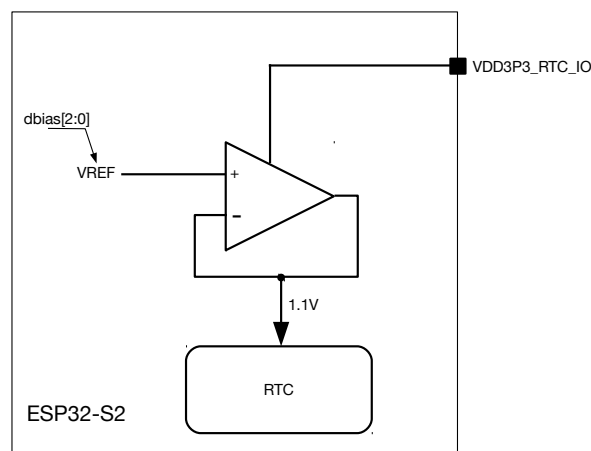 VDD3P3_RTC_IO
dbias[2:0]
VREF
+
-
1.1V
RTC
ESP32-S2